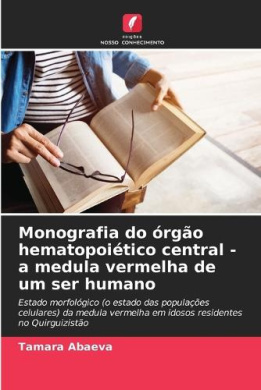 edições
NOSSO CONHECIMENTO
Monografia do órgão
hematopoiético central -
a medula vermelha de
um ser humano
Estado morfológico (o estado das populações
celulares) da medula vermelha em idosos residentes
no Quirguizistão
Tamara Abaeva